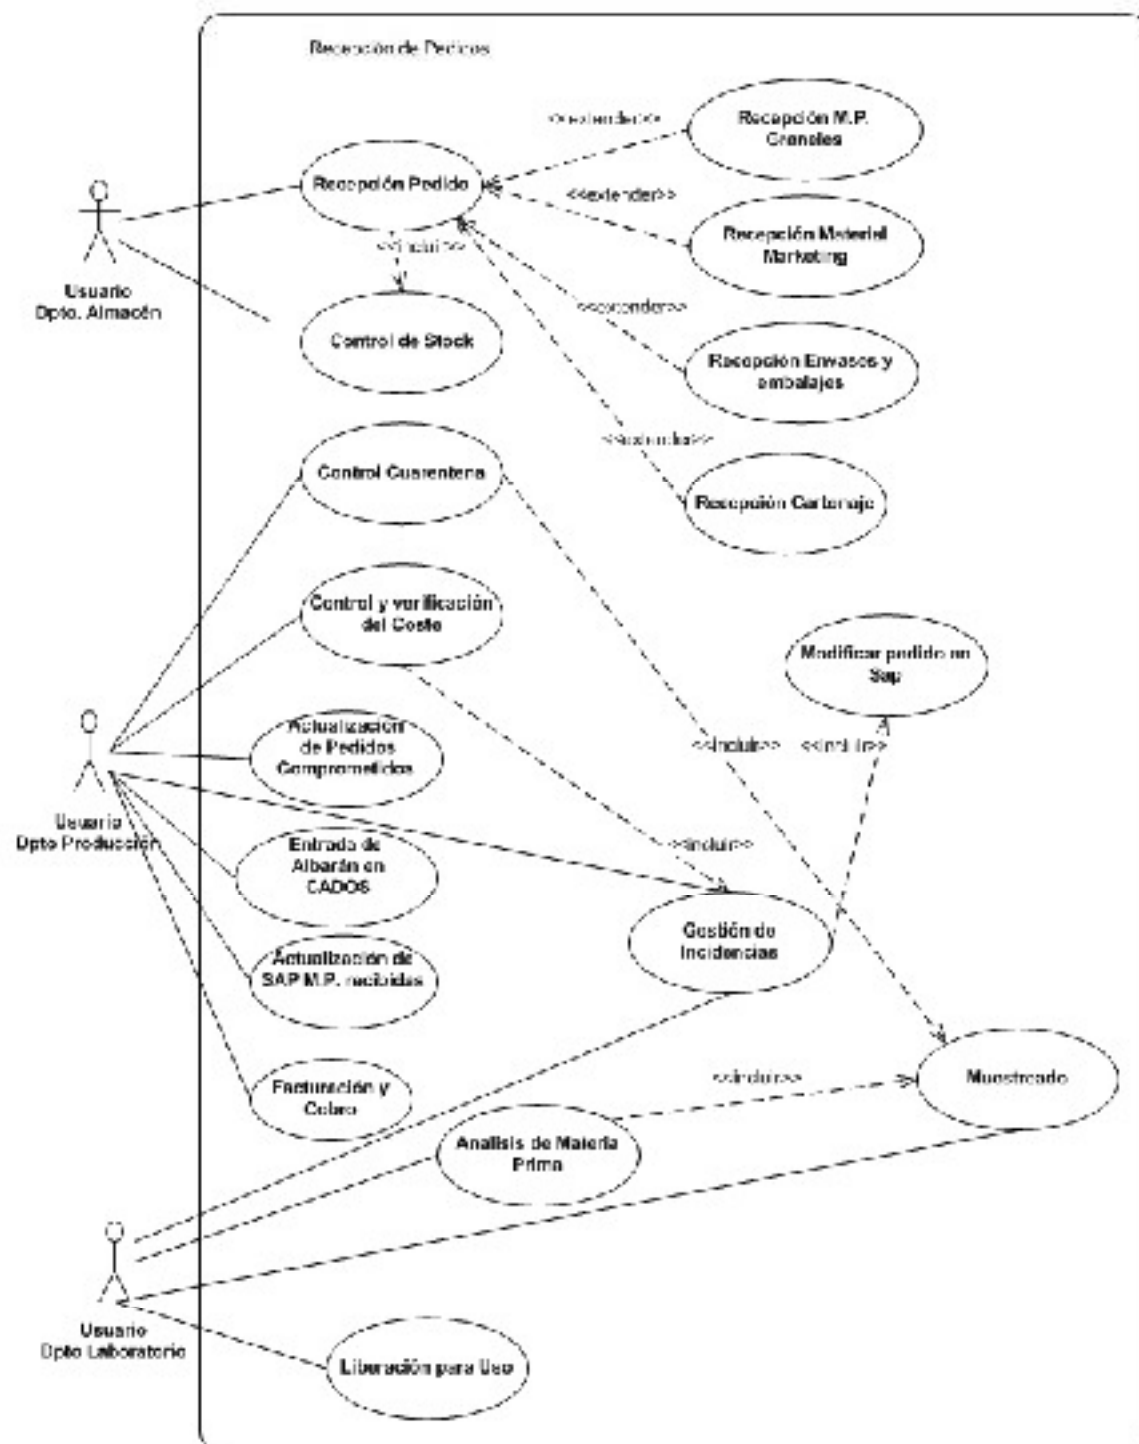 Recepción de Pedidos
<<extender>>
Recepción M.P.
Graneles
Recepción Pedido
<<extender>>
Recepción Material
Marketing
<<incluir>>
Usuario
Dpto. Almacén
<<extender>>
Control de Stock
Recepción Envases y
embalajes
<<extender>>
Control Cuarentena
Recepción Cartonaje
Control y verificación
del Coste
Modificar pedido en
Sap
Actualización
de Pedidos
Comprometidos
<<incluir>>
<<incluir>>
Usuario
Dpto Producción
Entrada de
Albarán en
CADOS
<<incluir>>
Gestión de
Incidencias
Actualización de
SAP M.P. recibidas
Facturación y
Cobro
<<incluir>>
Muestreado
Analisis de Materia
Prima
Usuario
Dpto Laboratorio
Liberación para Uso